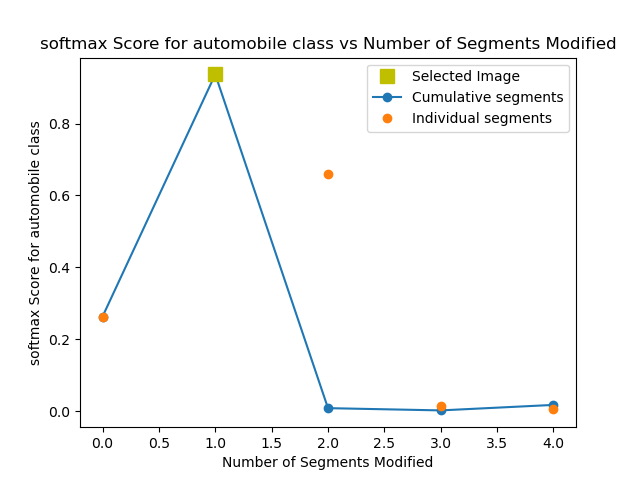 softmax Score for automobile class vs Number of Segments Modified
Selected Image
Cumulative segments
Individual segments
softmax Score for automobile class
0.8
0.6
0.4
0.2
0.0
0.0 0.5 1.0 1.5 2.0 2.5 3.0 3.5 4.0
Number of Segments Modified